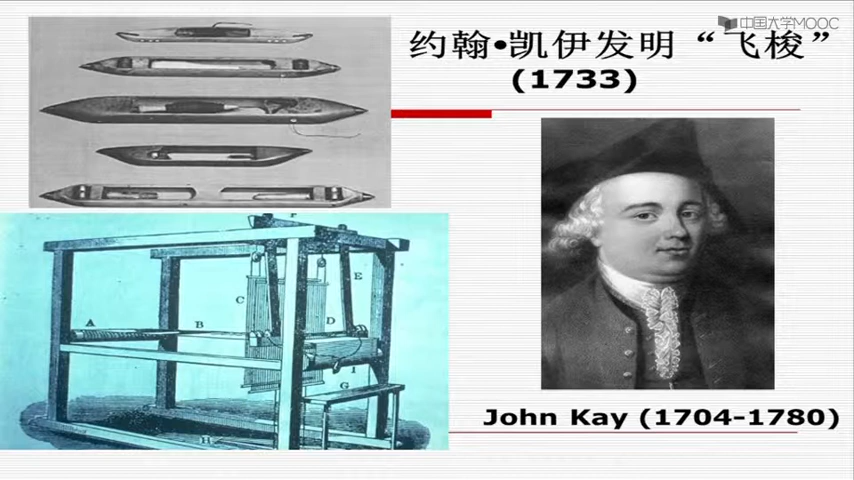 中国大学MOOC
约翰•凯伊发明“飞梭”
(1733)
F
E
C
A
B
D
I
G
H
John Kay (1704-1780)